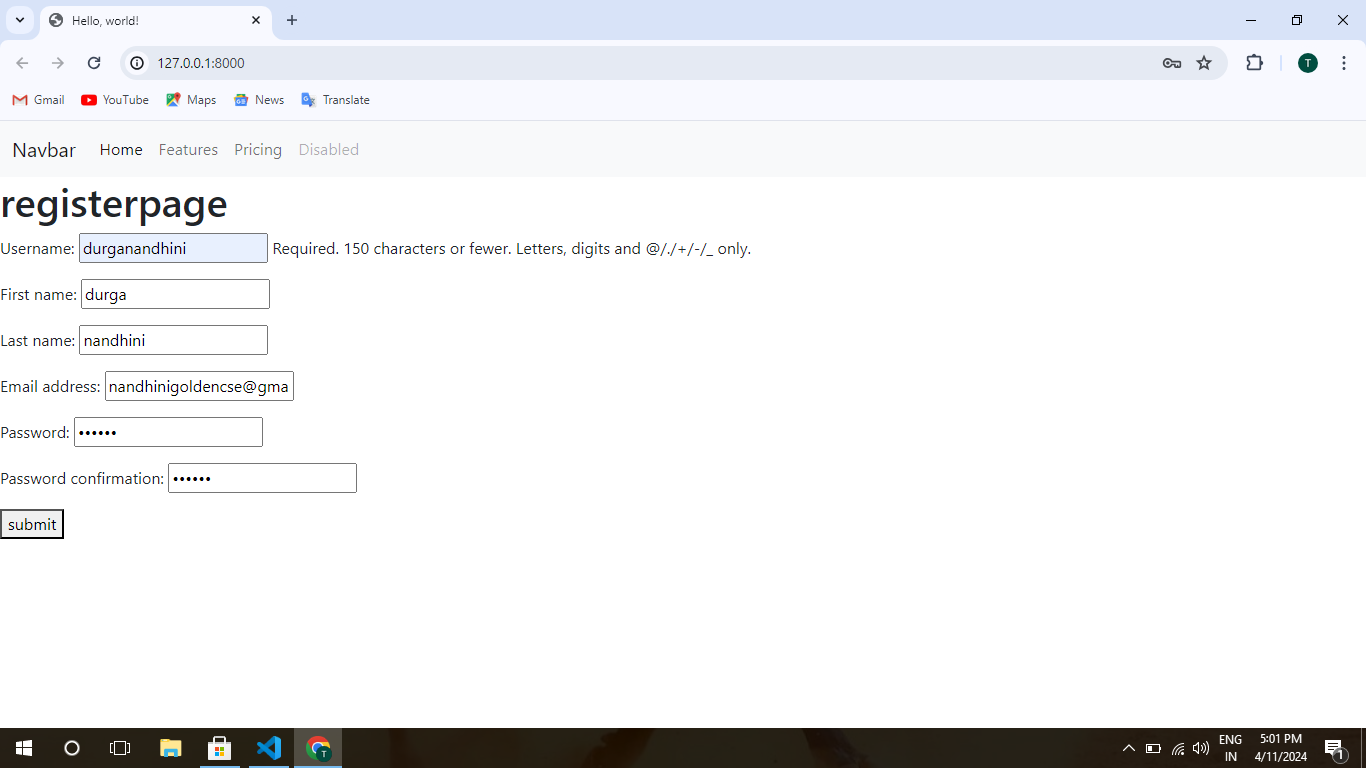 Hello, world!
127.0.0.1:8000
T
Gmail YouTube Maps News Translate
Navbar Home Features Pricing Disabled
registerpage
Username: durganandhini Required. 150 characters or fewer. Letters, digits and @/./+/-/_ only.
First name: durga
Last name: nandhini
Email address: nandhinigoldencse@gma
Password: ••••••
Password confirmation: ••••••
submit
T
ENG
IN
5:01 PM
4/11/2024
1